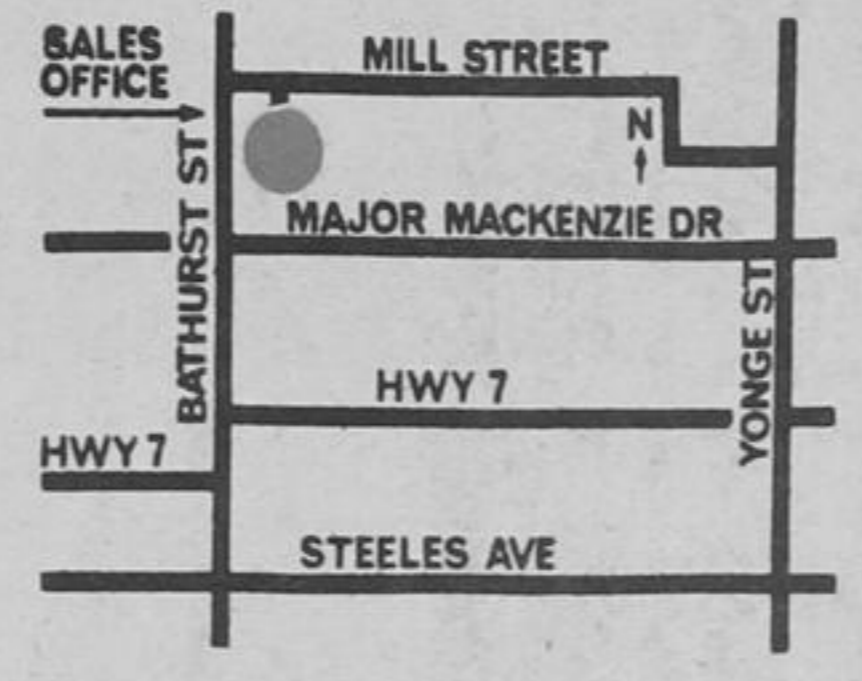 SALES
OFFICE
MILL STREET
N
BATHURST ST
MAJOR MACKENZIE DR
YONGE ST
HWY 7
HWY 7
STEELES AVE